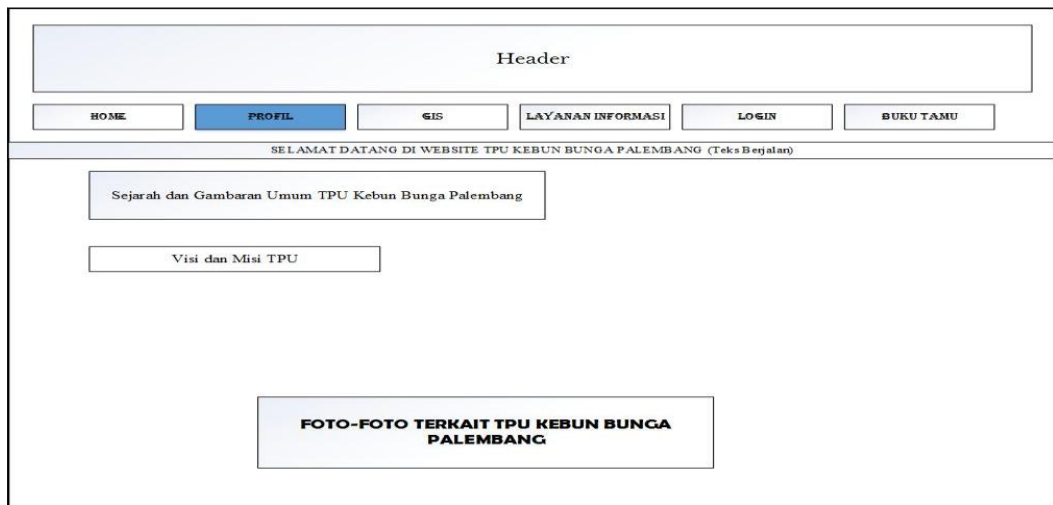 Header
HOME PROFIL GIS LAYANAN INFORMASI LOGIN BUKU TAMU
SELAMAT DATANG DI WEBSITE TPU KEBUN BUNGA PALEMBANG (Teks Berjalan)
Sejarah dan Gambaran Umum TPU Kebun Bunga Palembang
Visi dan Misi TPU
FOTO-FOTO TERKAIT TPU KEBUN BUNGA
PALEMBANG